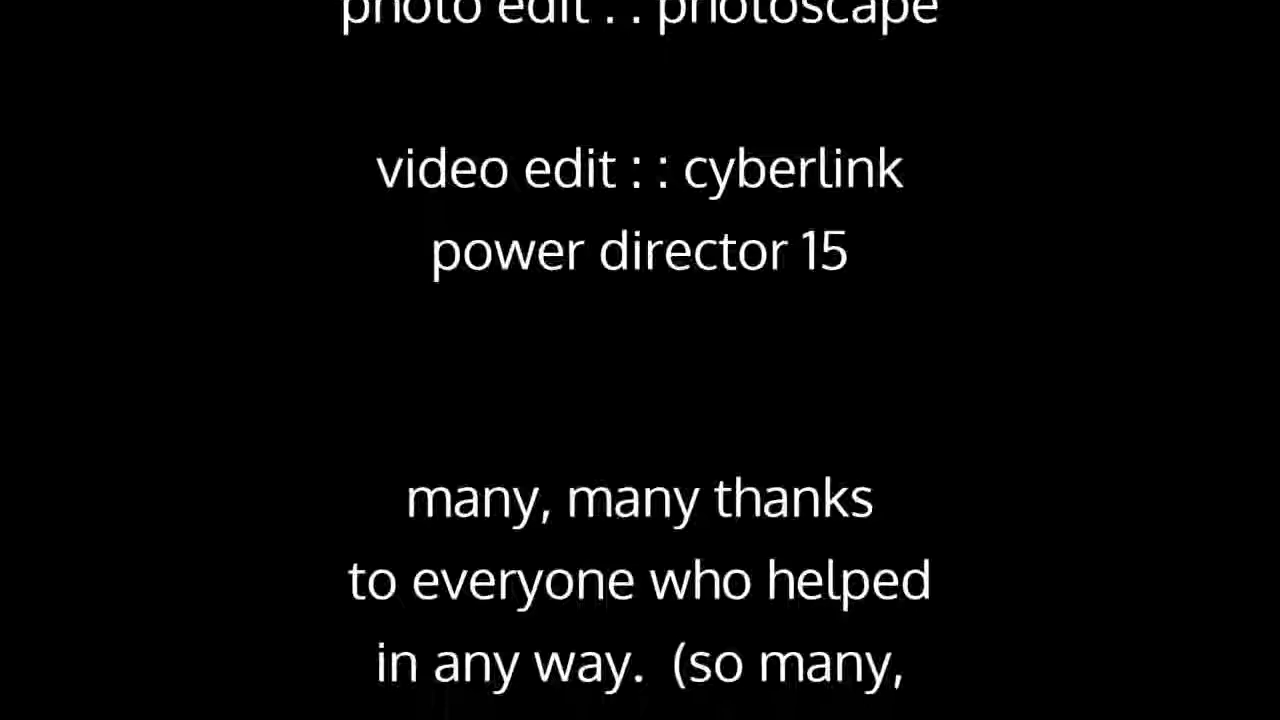 photo edit : : photoscape
video edit : : cyberlink
power director 15
many, many thanks
to everyone who helped
in any way.  (so many,